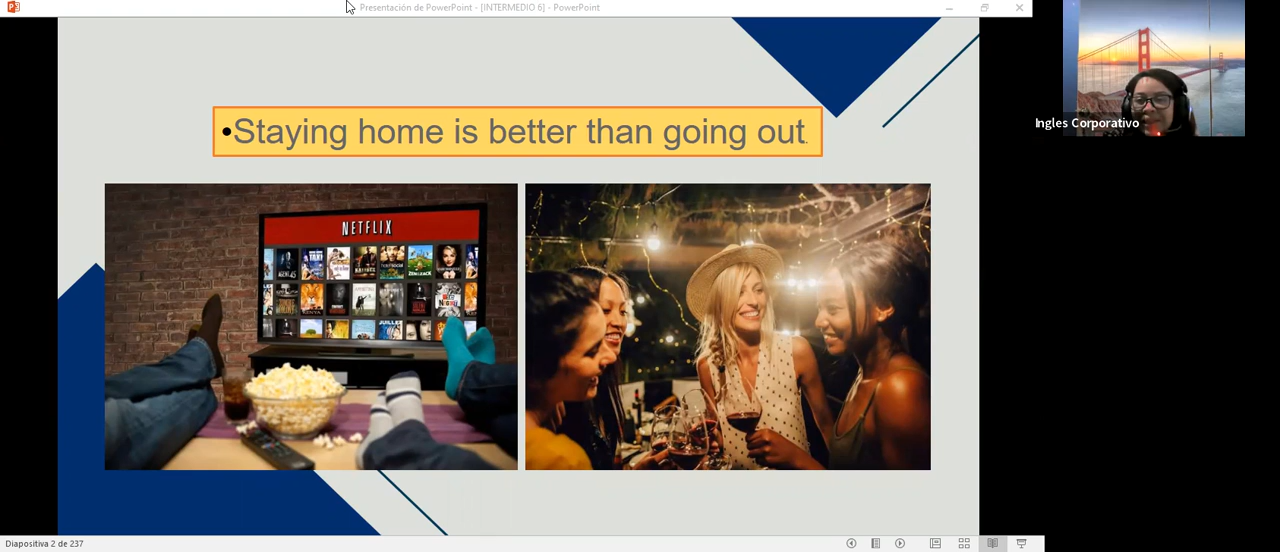 Presentación de PowerPoint - [INTERMEDIO 6] - PowerPoint
Ingles Corporativo
•Staying home is better than going out.
NETFLIX
Diapositiva 2 de 237